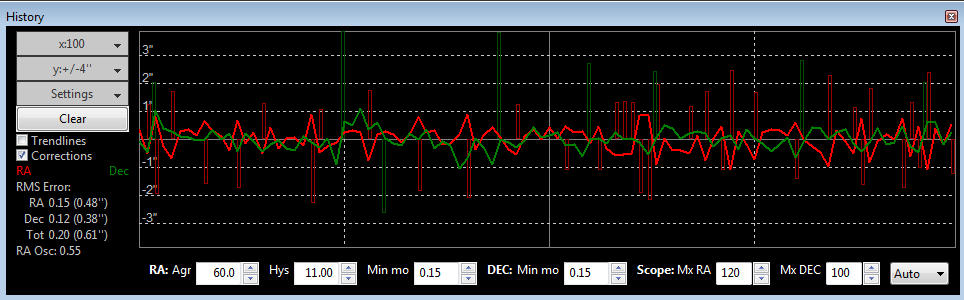 History
x:100
y:+/-4''
Settings
Clear
Trendlines
Corrections
RA Dec
RMS Error:
RA 0.15 (0.48'')
Dec 0.12 (0.38'')
Tot 0.20 (0.61'')
RA Osc: 0.55
3''
2''
1''
-1''
-2''
-3''
RA: Agr 60.0 Hys 11.00 Min mo 0.15 DEC: Min mo 0.15 Scope: Mx RA 120 Mx DEC 100 Auto